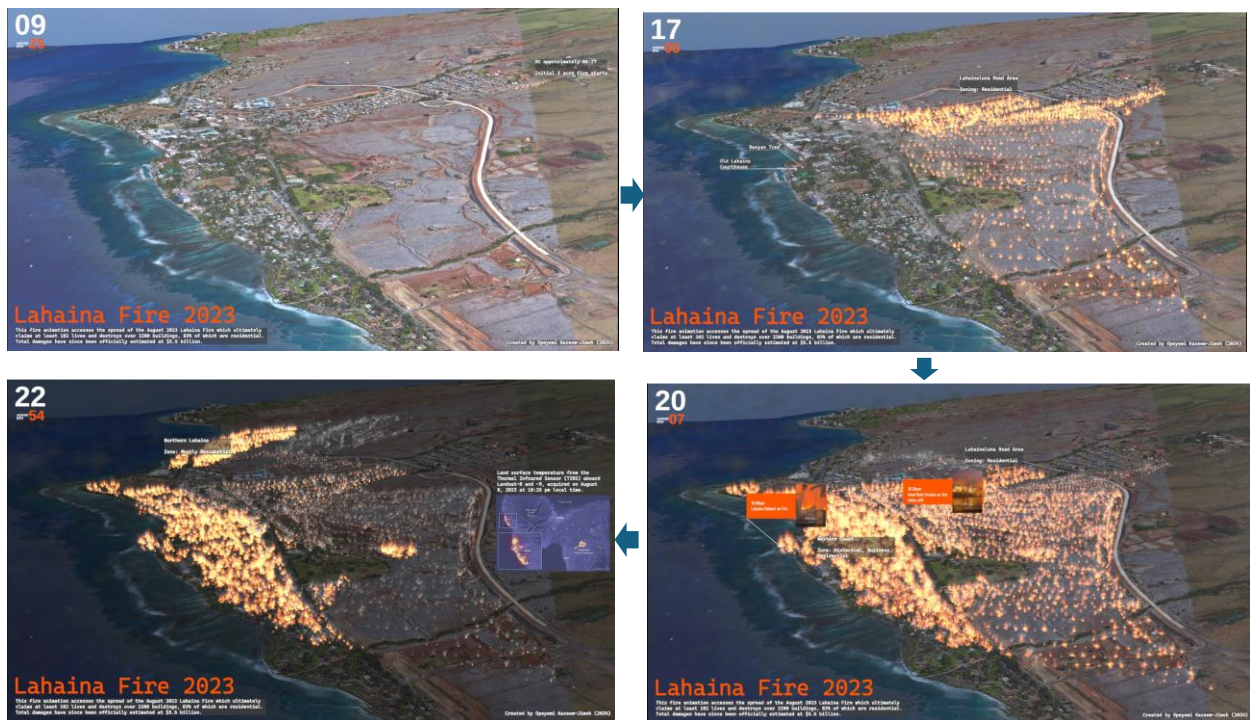 09
At approximately 06.37
Initial 3 acre fire starts
Lahaina Fire 2023
This fire animation accesses the spread of the August 2023 Lahaina Fire which ultimately
claims at least 102 lives and destroys over 2200 buildings, 83% of which are residential.
Total damages have since been officially estimated at $5.5 billion.
Created by Opeyemi Kazeem-Jimoh (2024)
17
00
Lahainaluna Road Area
Zoning: Residential
Banyan Tree
Old Lahaina
Courthouse
Lahaina Fire 2023
This fire animation accesses the spread of the August 2023 Lahaina Fire which ultimately
claims at least 102 lives and destroys over 2200 buildings, 83% of which are residential.
Total damages have since been officially estimated at $5.5 billion.
Created by Opeyemi Kazeem-Jimoh (2024)
22
54
Northern Lahaina
Zone: Mostly Residential
Land surface temperature from the
Thermal Infrared Sensor (TIRS) aboard
Landsat-8 and -9, acquired on August
8, 2023 at 10:25 pm local time.
Lahaina Fire 2023
This fire animation accesses the spread of the August 2023 Lahaina Fire which ultimately
claims at least 102 lives and destroys over 2200 buildings, 83% of which are residential.
Total damages have since been officially estimated at $5.5 billion.
Created by Opeyemi Kazeem-Jimoh (2024)
20
07
Lahainaluna Road Area
Zoning: Residential
Lahaina Harbor on Fire
Western Coast
Zone: Historical, Business,
Residential
Lahaina Fire 2023
This fire animation accesses the spread of the August 2023 Lahaina Fire which ultimately
claims at least 102 lives and destroys over 2200 buildings, 83% of which are residential.
Total damages have since been officially estimated at $5.5 billion.
Created by Opeyemi Kazeem-Jimoh (2024)